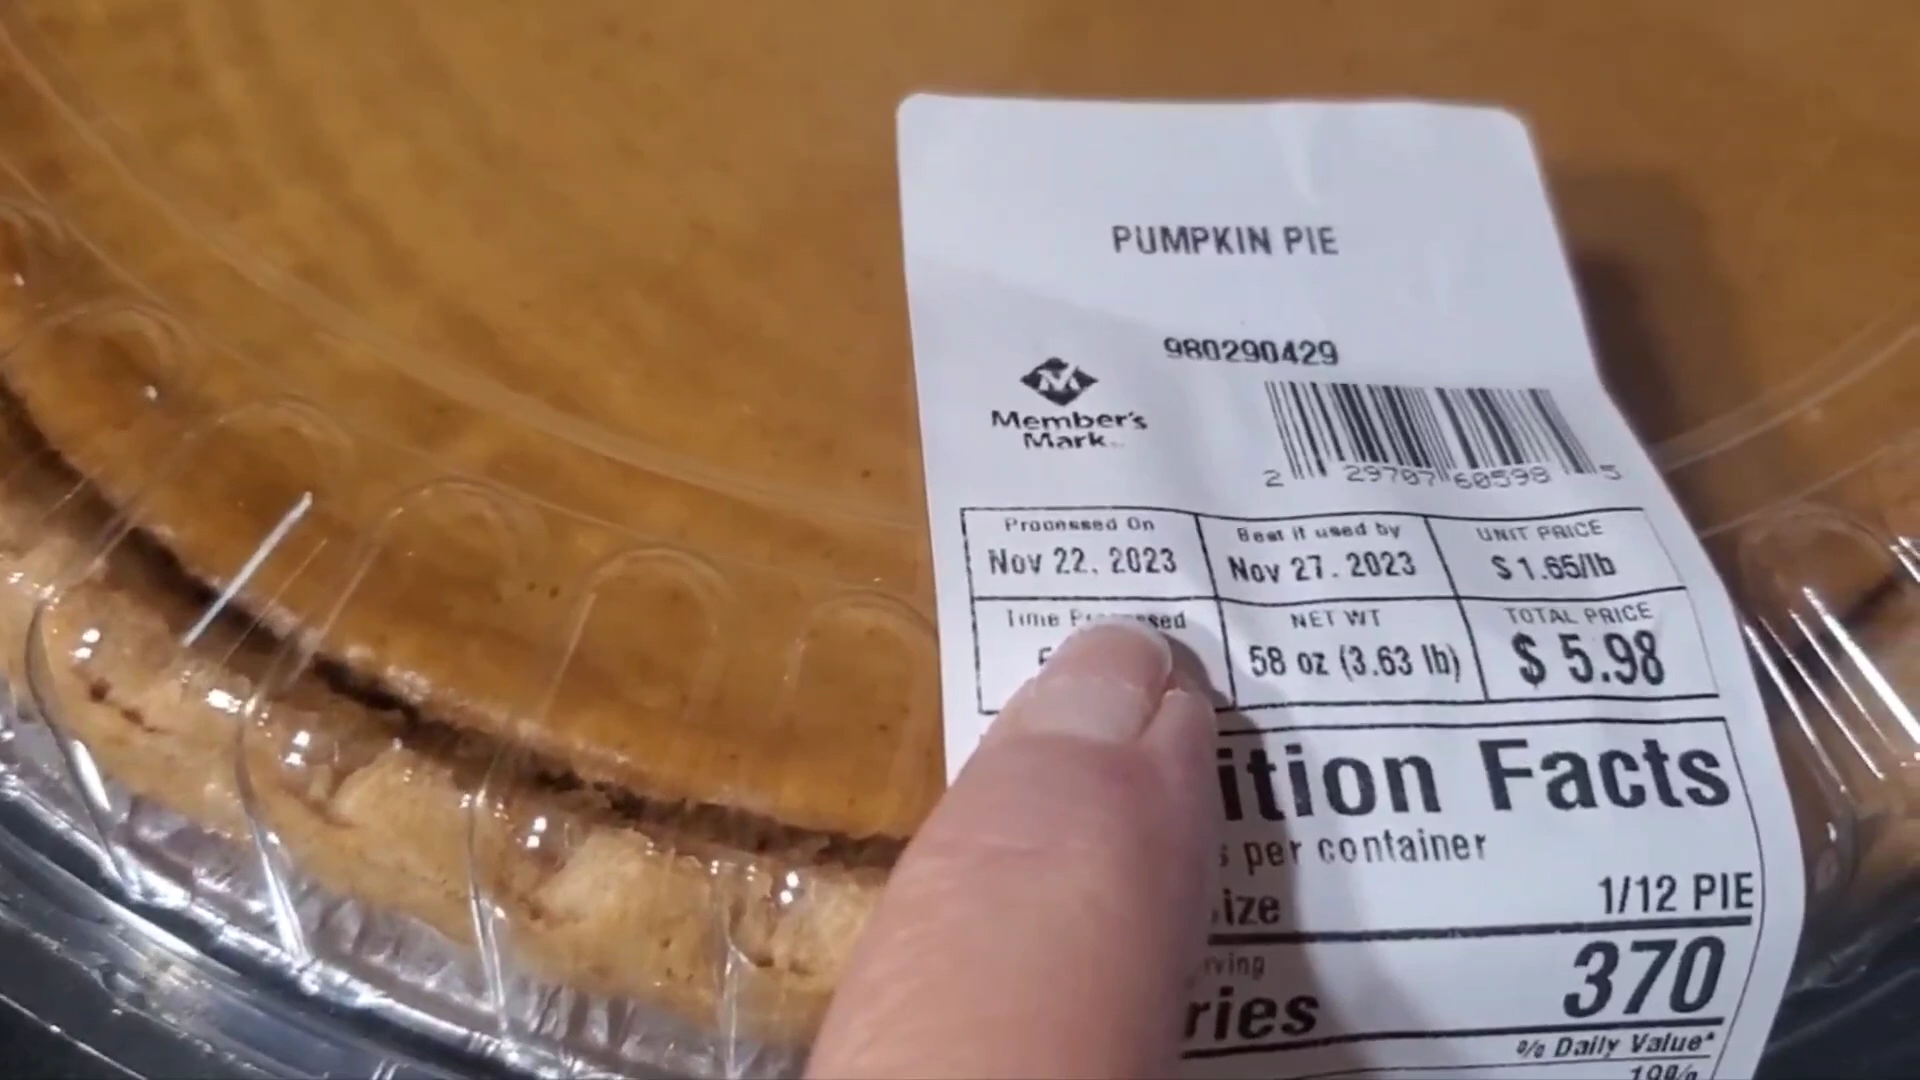 PUMPKIN PIE
980290429
Member's
Mark
2 29707 60598 5
Processed On
Nov 22, 2023
Best if used by
Nov 27, 2023
UNIT PRICE
$ 1.65/lb
Time
NET WT
58 oz (3.63 lb)
TOTAL PRICE
$ 5.98
ition Facts
per container
ize
1/12 PIE
370
ries
% Daily Value*